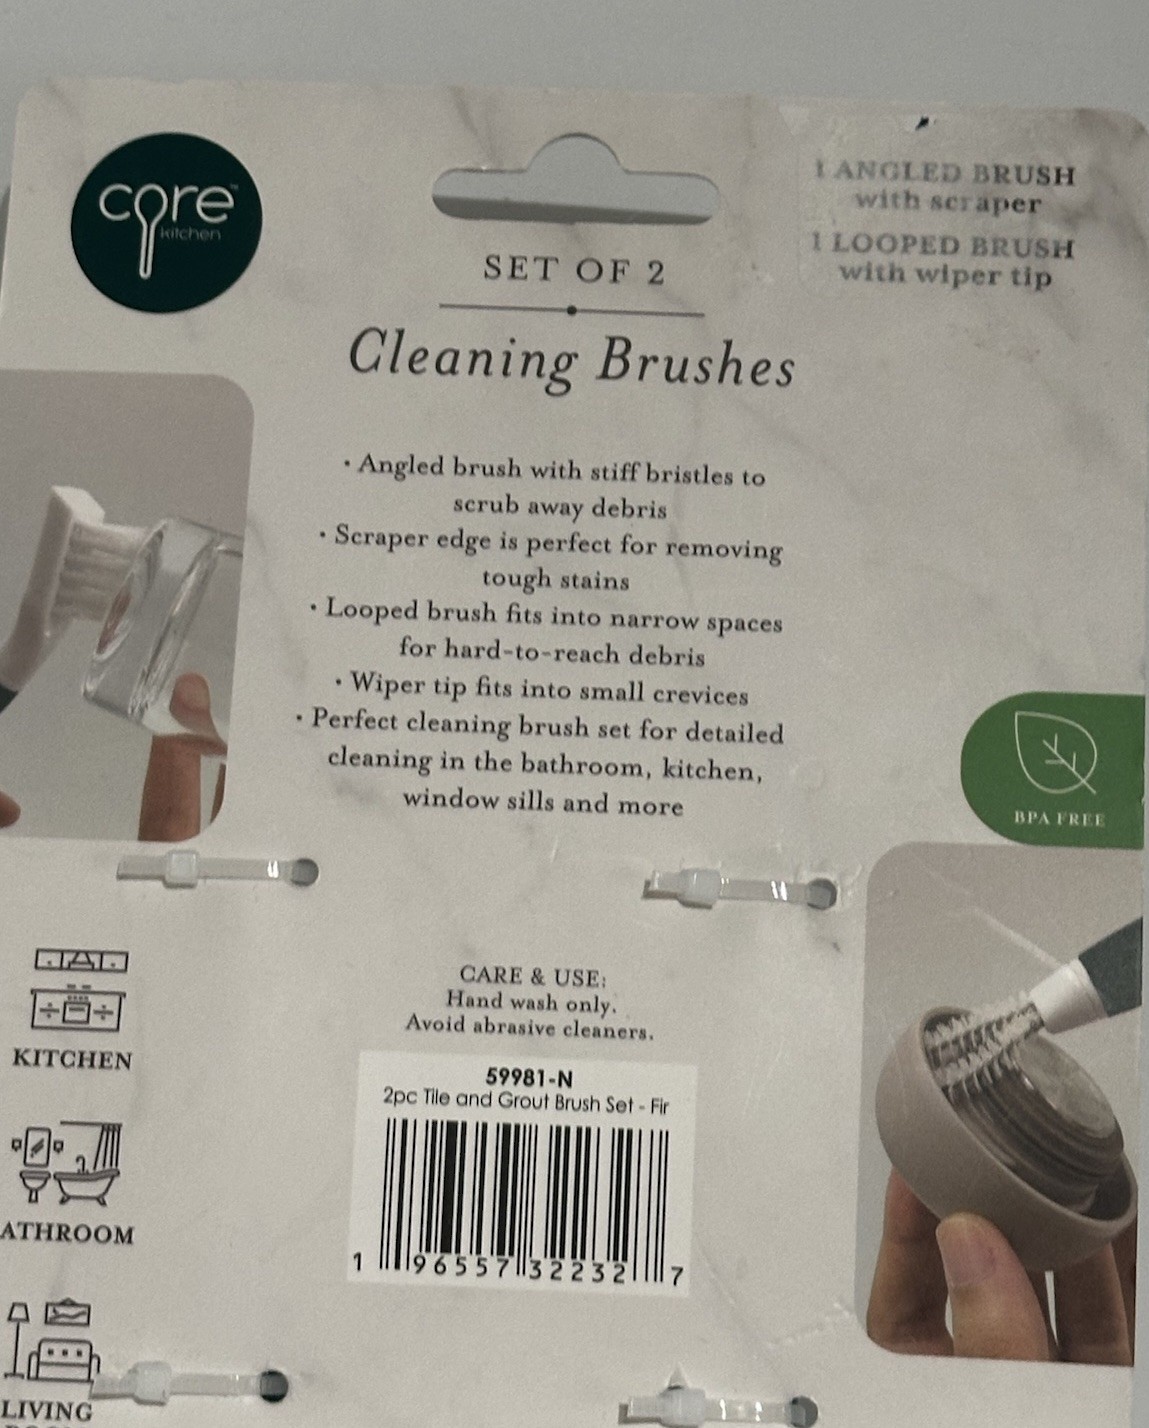 core™
kitchen
1 ANGLED BRUSH
with scraper
1 LOOPED BRUSH
with wiper tip
SET OF 2
Cleaning Brushes
• Angled brush with stiff bristles to
scrub away debris
• Scraper edge is perfect for removing
tough stains
• Looped brush fits into narrow spaces
for hard-to-reach debris
• Wiper tip fits into small crevices
• Perfect cleaning brush set for detailed
cleaning in the bathroom, kitchen,
window sills and more
BPA FREE
KITCHEN
ATHROOM
LIVING
CARE & USE:
Hand wash only.
Avoid abrasive cleaners.
59981-N
2pc Tile and Grout Brush Set - Fir
1 96557 32232 7